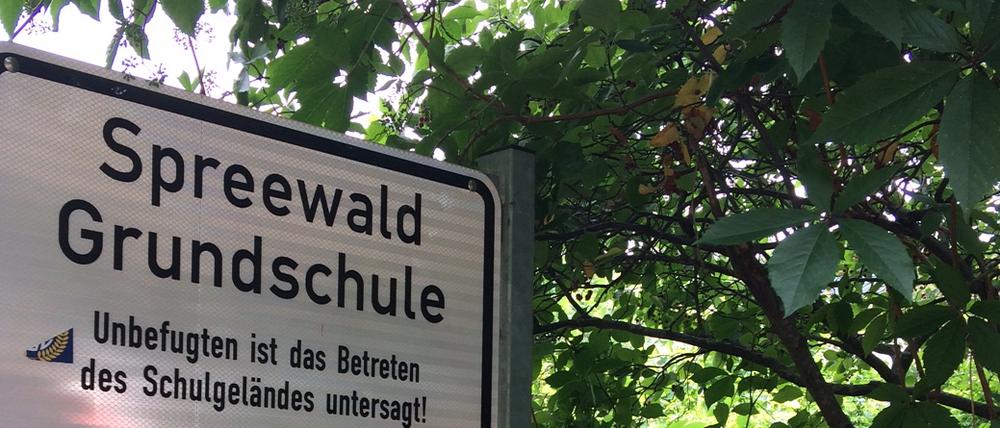 Spreewald
Grundschule
Unbefugten ist das Betreten
des Schulgeländes untersagt!